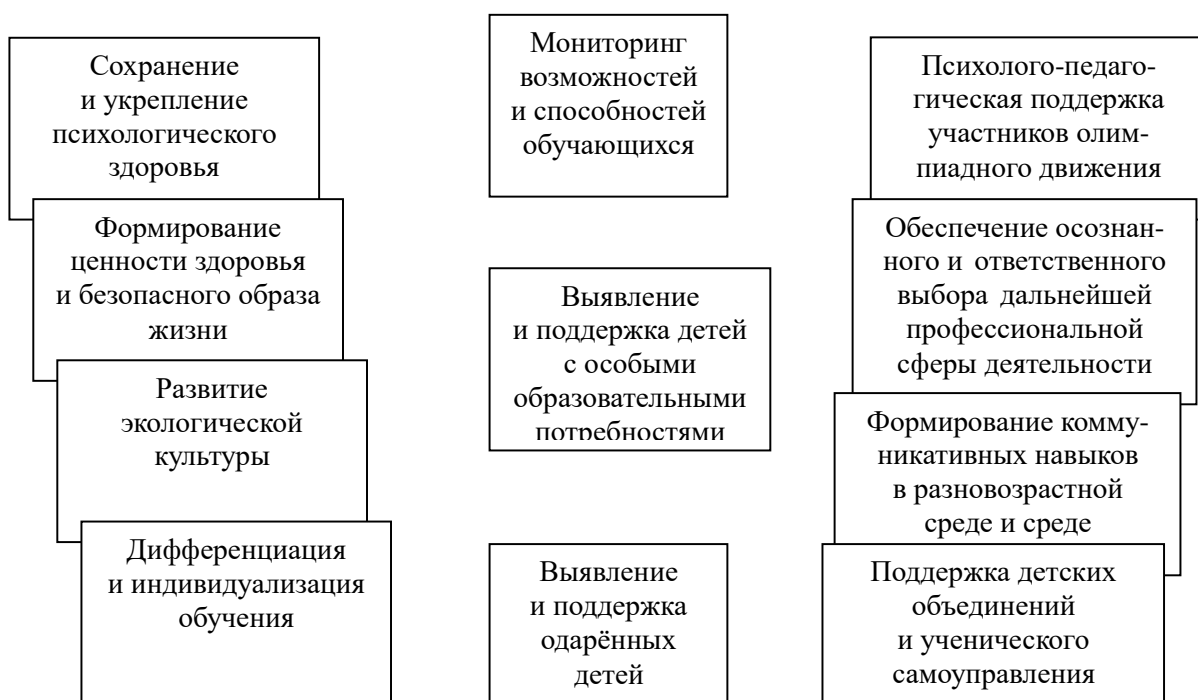 Сохранение
и укрепление
психологического
здоровья
Формирование
ценности здоровья
и безопасного образа
жизни
Развитие
экологической
культуры
Дифференциация
и индивидуализация
обучения
Мониторинг
возможностей
и способностей
обучающихся
Выявление
и поддержка детей
с особыми
образовательными
потребностями
Выявление
и поддержка
одарённых
детей
Психолого-педаго-
гическая поддержка
участников олим-
пиадного движения
Обеспечение осознан-
ного и ответственного
выбора дальнейшей
профессиональной
сферы деятельности
Формирование комму-
никативных навыков
в разновозрастной
среде и среде
Поддержка детских
объединений
и ученического
самоуправления